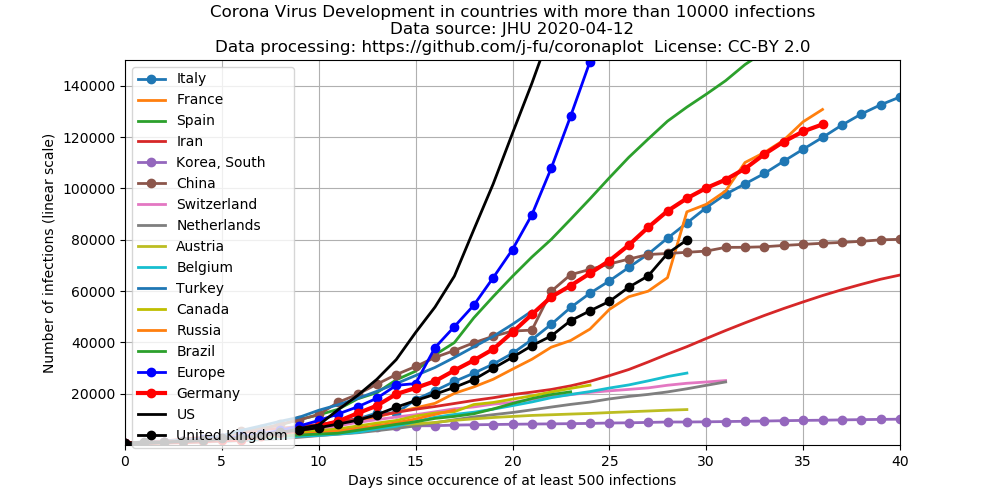 Corona Virus Development in countries with more than 10000 infections
Data source: JHU 2020-04-12
Data processing: https://github.com/j-fu/coronaplot License: CC-BY 2.0
Number of infections (linear scale)
140000
120000
100000
80000
60000
40000
20000
Italy
France
Spain
Iran
Korea, South
China
Switzerland
Netherlands
Austria
Belgium
Turkey
Canada
Russia
Brazil
Europe
Germany
US
United Kingdom
0 5 10 15 20 25 30 35 40
Days since occurence of at least 500 infections